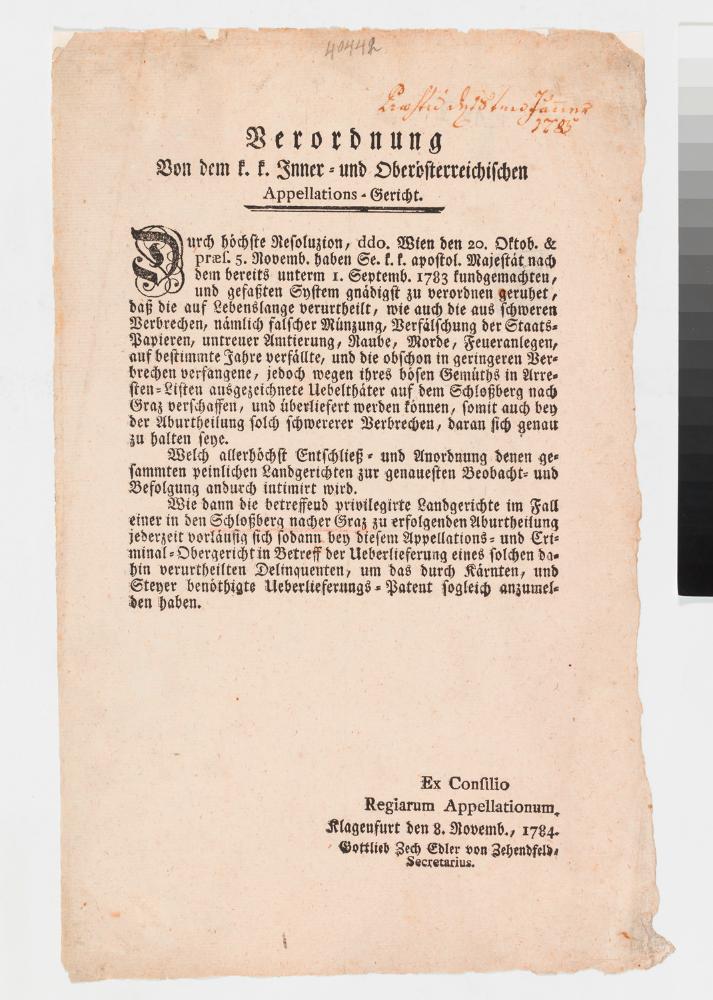 40442
1785
Verordnung
Von dem k. k. Inner- und Oberösterreichischen
Appellations-Gericht.
Durch höchste Resoluzion, ddo. Wien den 20. Oktob. &
præs. 5. Novemb. haben Se. k. k. apostol. Majestät nach
dem bereits unterm 1. Septemb. 1783 kundgemachten,
und gefaßten System gnädigst zu verordnen geruhet,
daß die auf Lebenslange verurtheilt, wie auch die aus schweren
Verbrechen, nämlich falscher Münzung, Verfälschung der Staats-
Papieren, untreuer Amtierung, Raube, Morde, Feueranlegen,
auf bestimmte Jahre verfällte, und die obschon in geringeren Ver-
brechen verfangene, jedoch wegen ihres bösen Gemüths in Arre-
sten-Listen ausgezeichnete Uebelthäter auf dem Schloßberg nach
Graz verschaffen, und überliefert werden können, somit auch bey
der Aburtheilung solch schwererer Verbrechen, daran sich genau
zu halten seye.
Welch allerhöchst Entschließ- und Anordnung denen ge-
sammten peinlichen Landgerichten zur genauesten Beobacht- und
Befolgung andurch intimirt wird.
Wie dann die betreffend privilegirte Landgerichte im Fall
einer in den Schloßberg nacher Graz zu erfolgenden Aburtheilung
jederzeit vorläufig sich sodann bey diesem Appellations- und Cri-
minal-Obergericht in Betreff der Ueberlieferung eines solchen da-
hin verurtheilten Delinquenten, um das durch Kärnten, und
Steyer benöthigte Ueberlieferungs-Patent sogleich anzumel-
den haben.
Ex Consilio
Regiarum Appellationum.
Klagenfurt den 8. Novemb., 1784.
Gottlieb Zech Edler von Zehendfeld,
Secretarius.